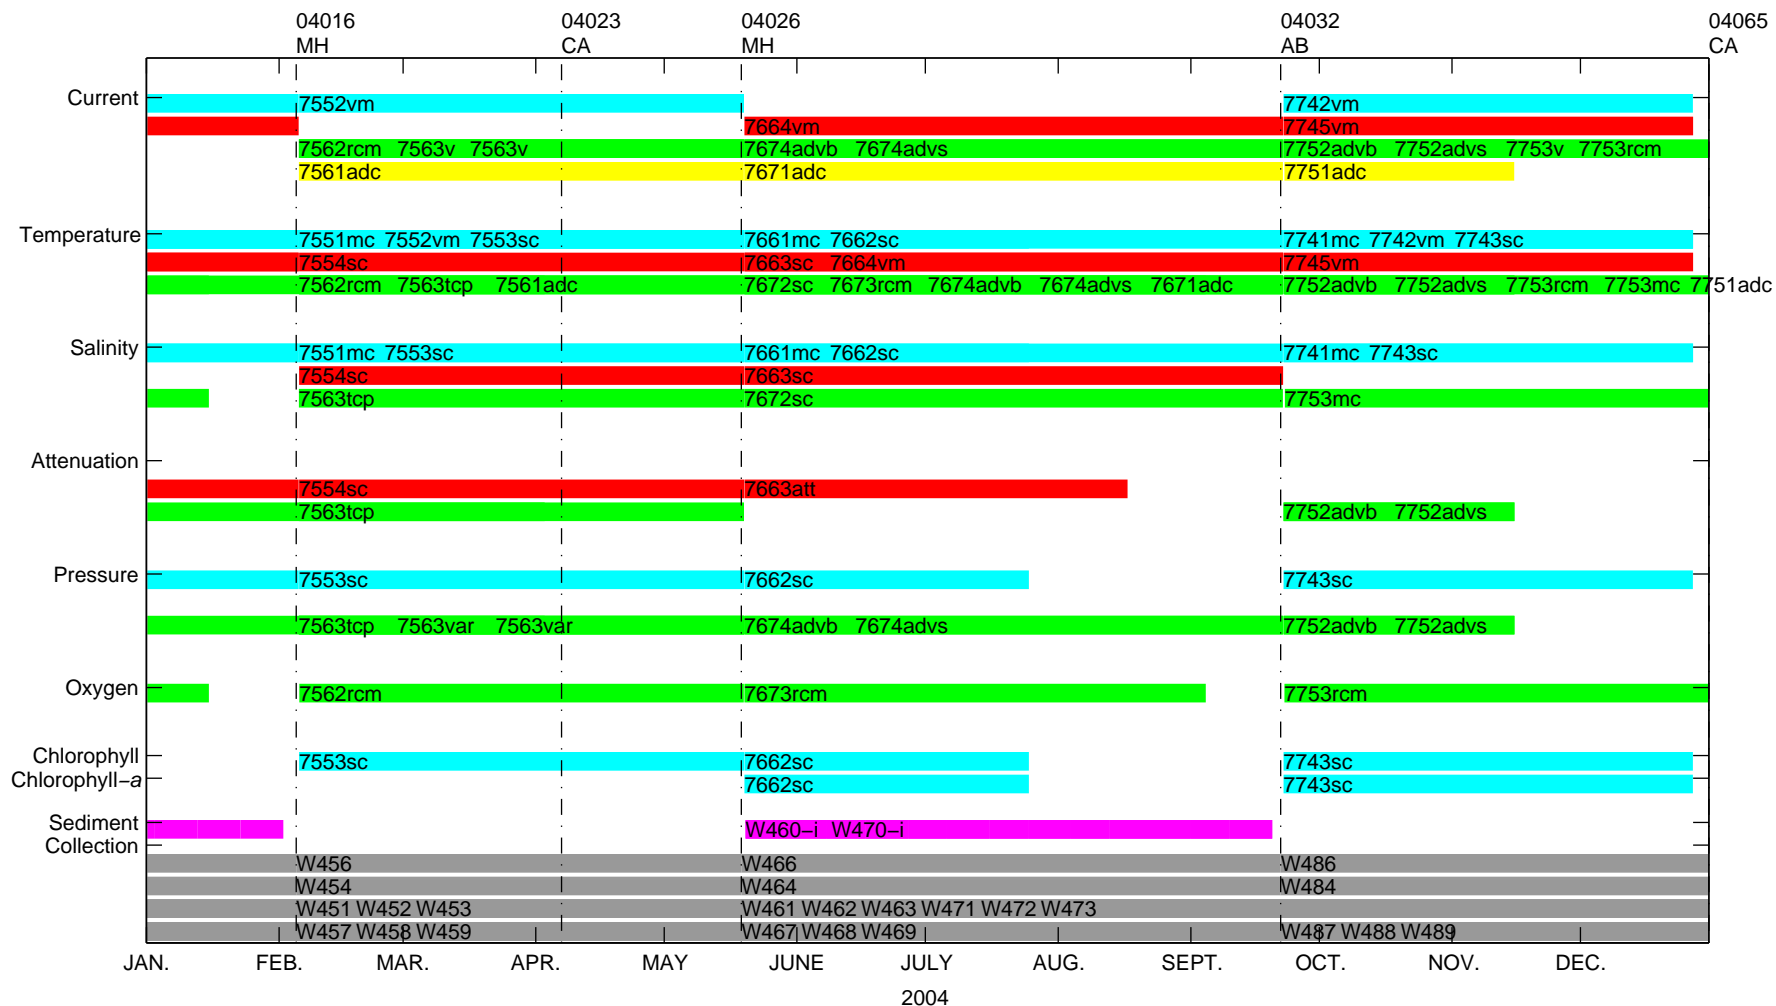 04016 04023 04026 04032 04065
MH CA MH AB CA
Current
7552vm 7742vm
7664vm 7745vm
7562rcm 7563v 7563v 7674advb 7674advs 7752advb 7752advs 7753v 7753rcm
7561adc 7671adc 7751adc
Temperature
7551mc 7552vm 7553sc 7661mc 7662sc 7741mc 7742vm 7743sc
7554sc 7663sc 7664vm 7745vm
7562rcm 7563tcp 7561adc 7672sc 7673rcm 7674advb 7674advs 7671adc 7752advb 7752advs 7753rcm 7753mc 7751adc
Salinity
7551mc 7553sc 7661mc 7662sc 7741mc 7743sc
7554sc 7663sc
7563tcp 7672sc 7753mc
Attenuation
7554sc 7663att
7563tcp 7752advb 7752advs
Pressure
7553sc 7662sc 7743sc
7563tcp 7563var 7563var 7674advb 7674advs 7752advb 7752advs
Oxygen
7562rcm 7673rcm 7753rcm
Chlorophyll
7553sc 7662sc 7743sc
Chlorophyll−a
7662sc 7743sc
Sediment
Collection
W460−i W470−i
W456 W466 W486
W454 W464 W484
W451 W452 W453 W461 W462 W463 W471 W472 W473
W457 W458 W459 W467 W468 W469 W487 W488 W489
JAN. FEB. MAR. APR. MAY JUNE JULY AUG. SEPT. OCT. NOV. DEC.
2004